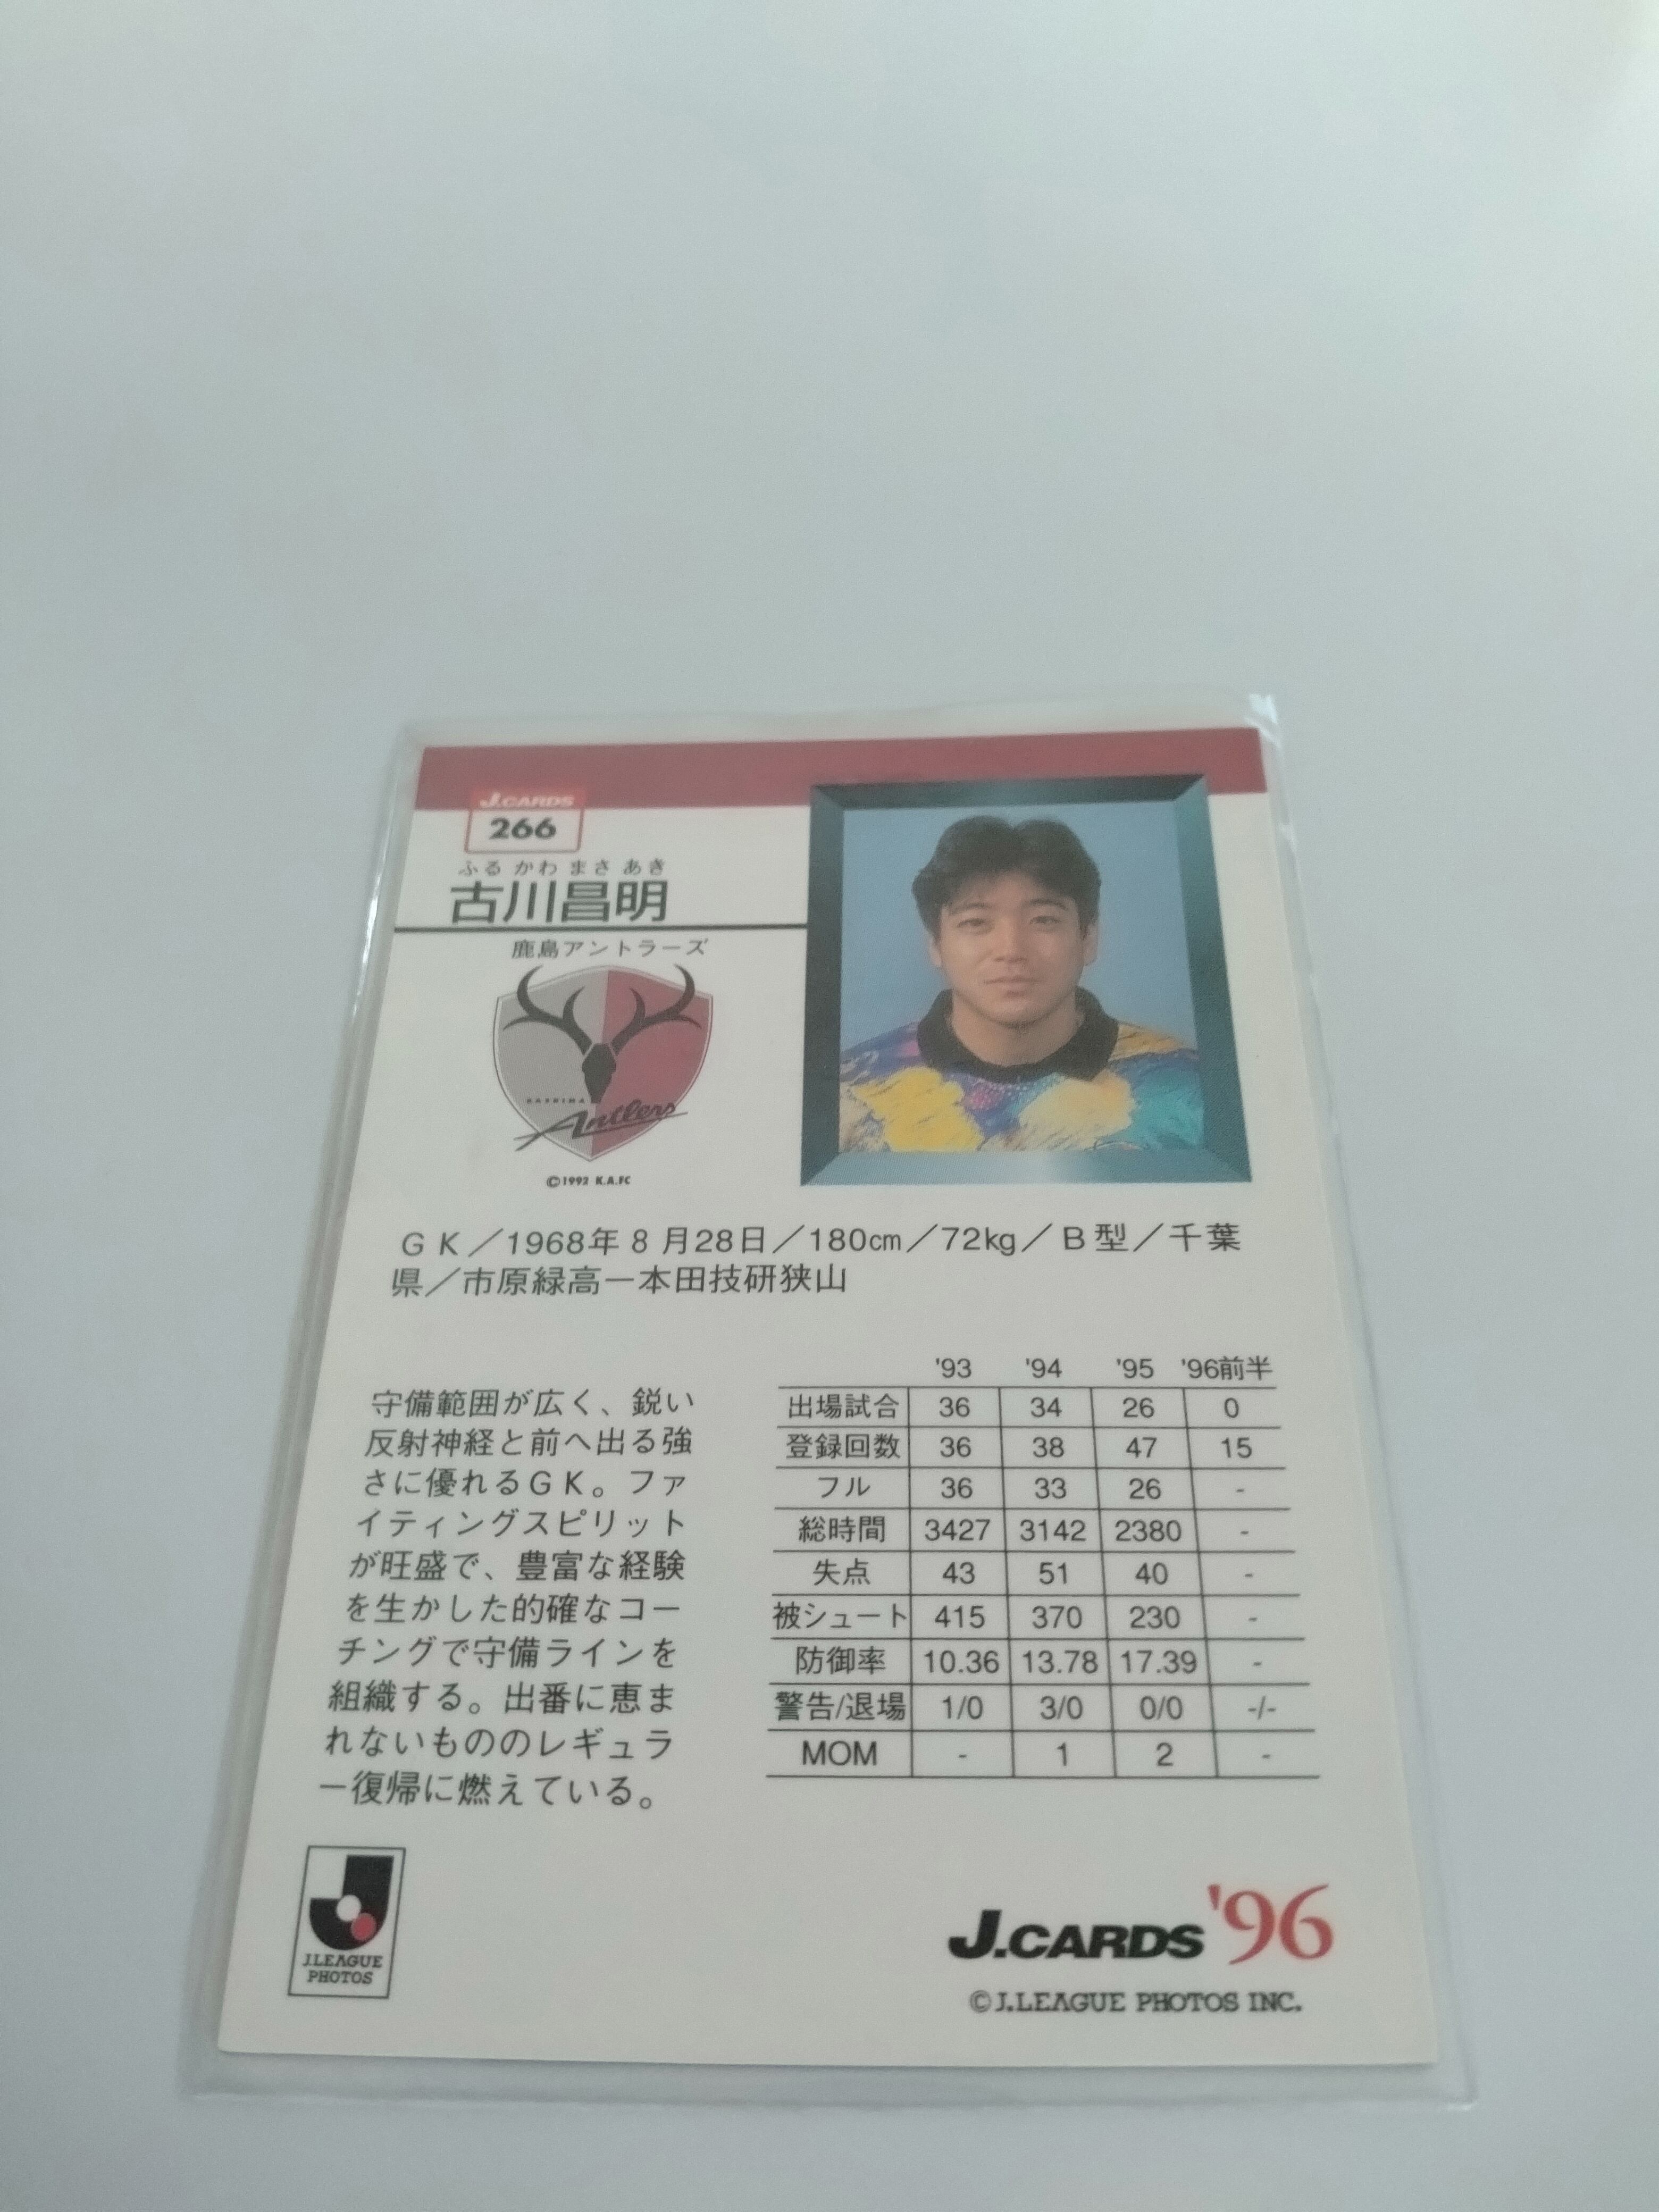 J.CARDS
266
ふる かわ まさ あき
古川昌明
鹿島アントラーズ
KASHIMA
Antlers
©1992 K.A.FC
GK／1968年8月28日／180cm／72kg／B型／千葉
県／市原緑高ー本田技研狭山
守備範囲が広く、鋭い
反射神経と前へ出る強
さに優れるGK。ファ
イティングスピリット
が旺盛で、豊富な経験
を生かした的確なコー
チングで守備ラインを
組織する。出番に恵ま
れないもののレギュラ
ー復帰に燃えている。
'93 '94 '95 '96前半
出場試合 36 34 26 0
登録回数 36 38 47 15
フル 36 33 26 -
総時間 3427 3142 2380 -
失点 43 51 40 -
被シュート 415 370 230 -
防御率 10.36 13.78 17.39 -
警告/退場 1/0 3/0 0/0 -/-
MOM - 1 2 -
J.LEAGUE
PHOTOS
J.CARDS '96
©J.LEAGUE PHOTOS INC.